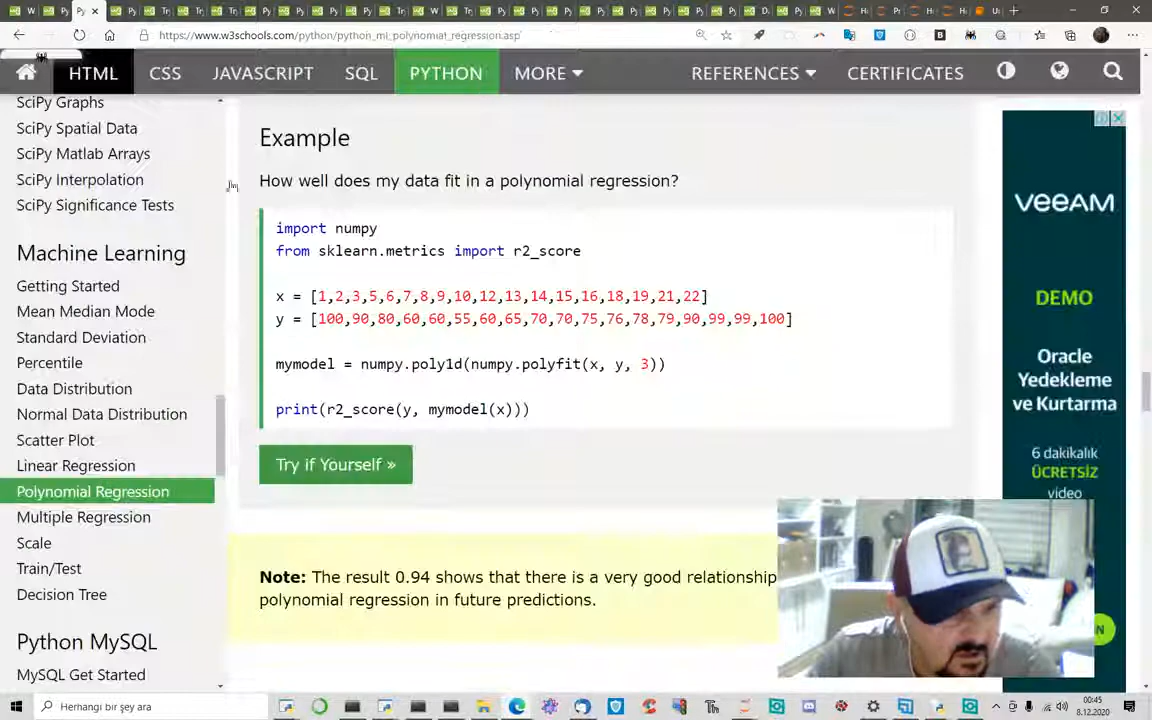 https://www.w3schools.com/python/python_ml_polynomial_regression.asp
HTML
CSS
JAVASCRIPT
SQL
PYTHON
MORE
REFERENCES
CERTIFICATES
SciPy Graphs
SciPy Spatial Data
SciPy Matlab Arrays
SciPy Interpolation
SciPy Significance Tests
Machine Learning
Getting Started
Mean Median Mode
Standard Deviation
Percentile
Data Distribution
Normal Data Distribution
Scatter Plot
Linear Regression
Polynomial Regression
Multiple Regression
Scale
Train/Test
Decision Tree
Python MySQL
MySQL Get Started
Example
How well does my data fit in a polynomial regression?
import numpy
from sklearn.metrics import r2_score
x = [1,2,3,5,6,7,8,9,10,12,13,14,15,16,18,19,21,22]
y = [100,90,80,60,60,55,60,65,70,70,75,76,78,79,90,99,99,100]
mymodel = numpy.poly1d(numpy.polyfit(x, y, 3))
print(r2_score(y, mymodel(x)))
Try if Yourself »
Note: The result 0.94 shows that there is a very good relationship
polynomial regression in future predictions.
veeam
DEMO
Oracle
Yedekleme
ve Kurtarma
6 dakikalık
ÜCRETSİZ
video
Herhangi bir şey ara
00:45
8.12.2020